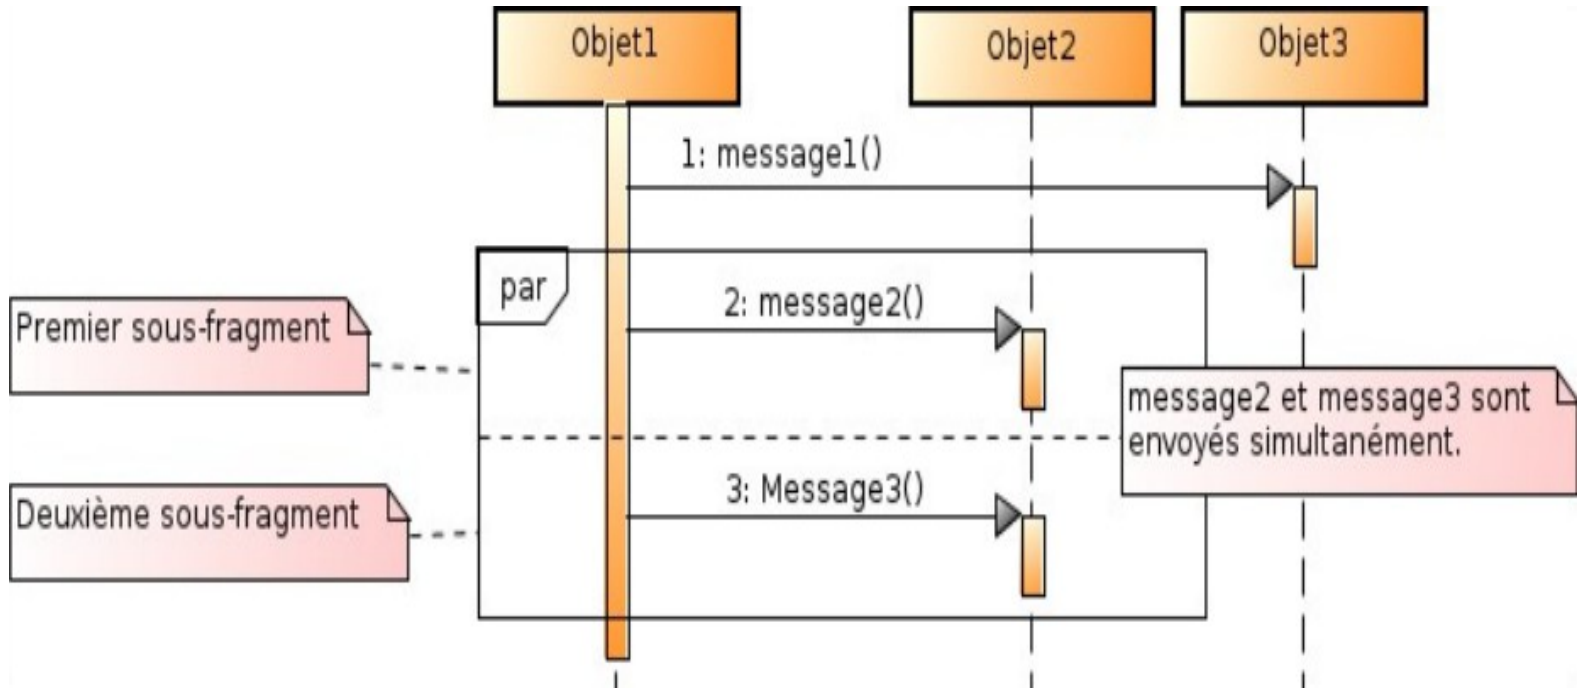 Objet1
Objet2
Objet3
1: message1()
par
2: message2()
Premier sous-fragment
message2 et message3 sont
envoyés simultanément.
3: Message3()
Deuxième sous-fragment